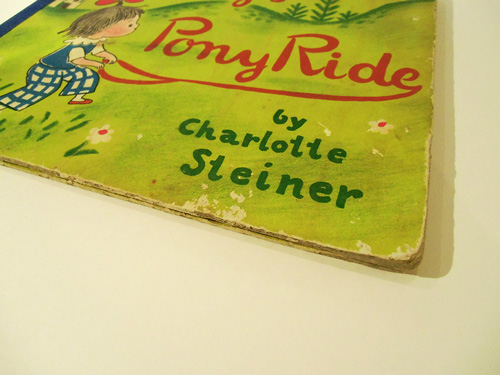 Pony Ride
by
Charlotte
Steiner